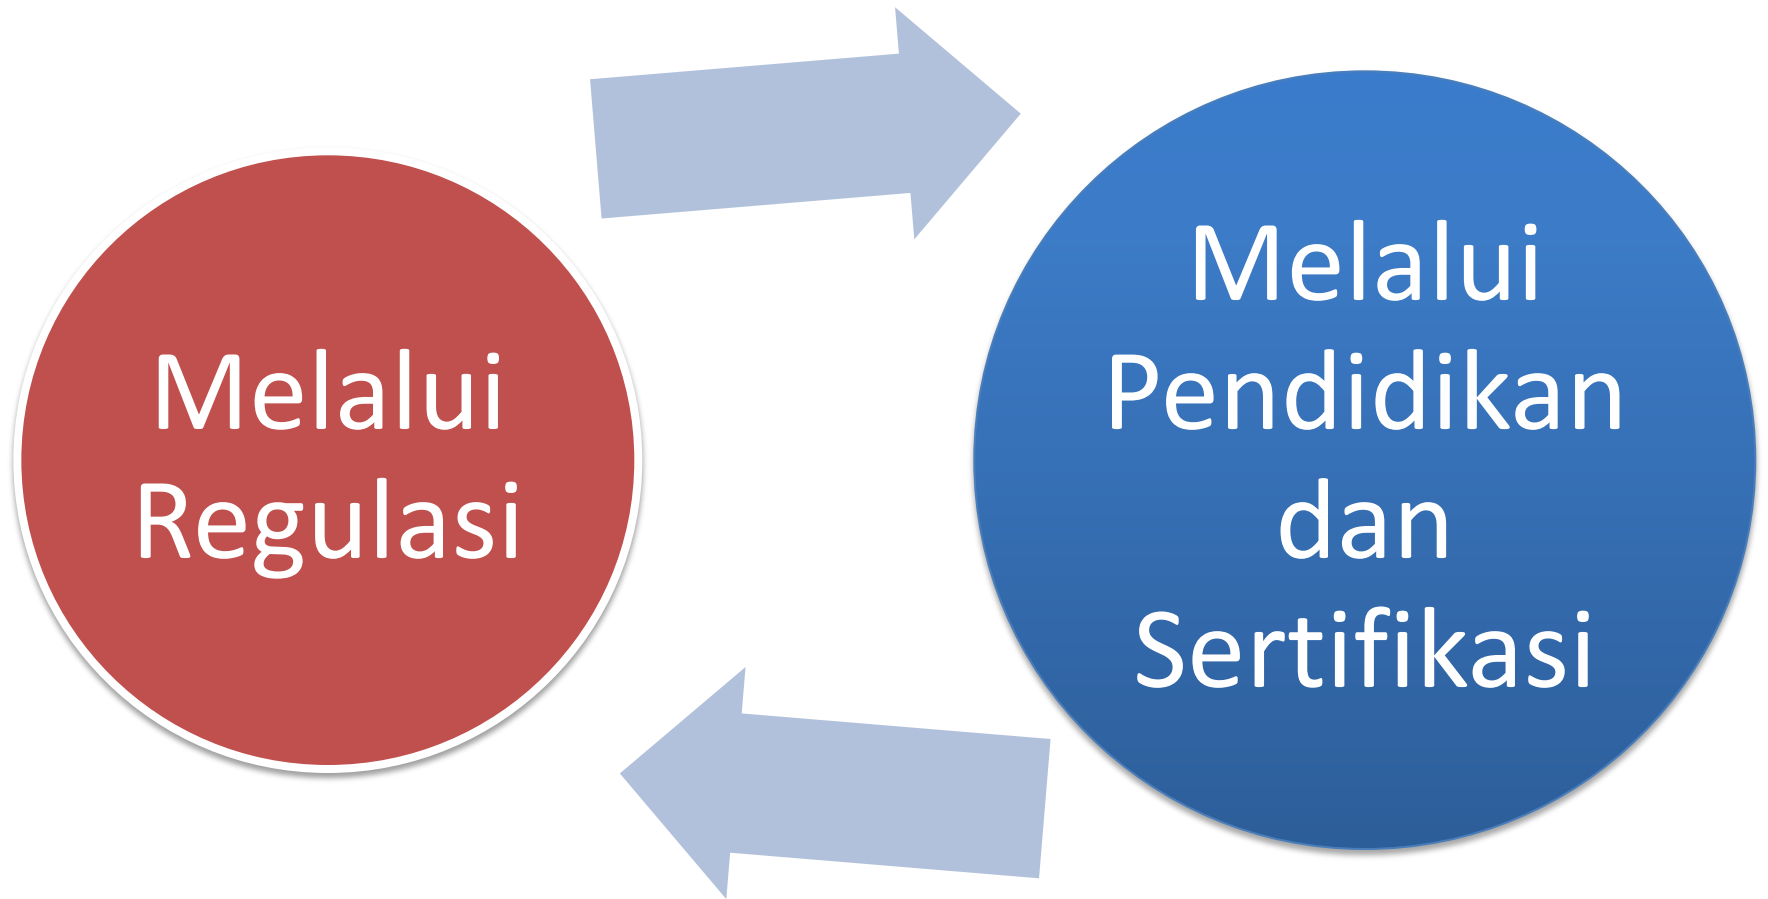 Melalui
Regulasi
Melalui
Pendidikan
dan
Sertifikasi